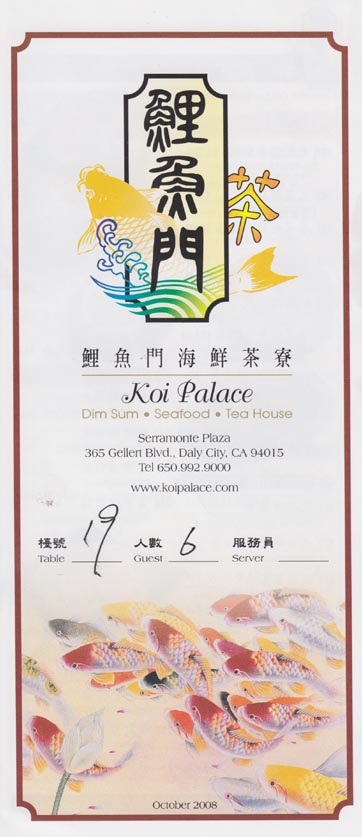 鯉魚門
茶
鯉魚門海鮮茶寮
Koi Palace
Dim Sum • Seafood • Tea House
Serramonte Plaza
365 Gellert Blvd., Daly City, CA 94015
Tel 650.992.9000
www.koipalace.com
檯號 19 人數 6 服務員
Table Guest Server
October 2008